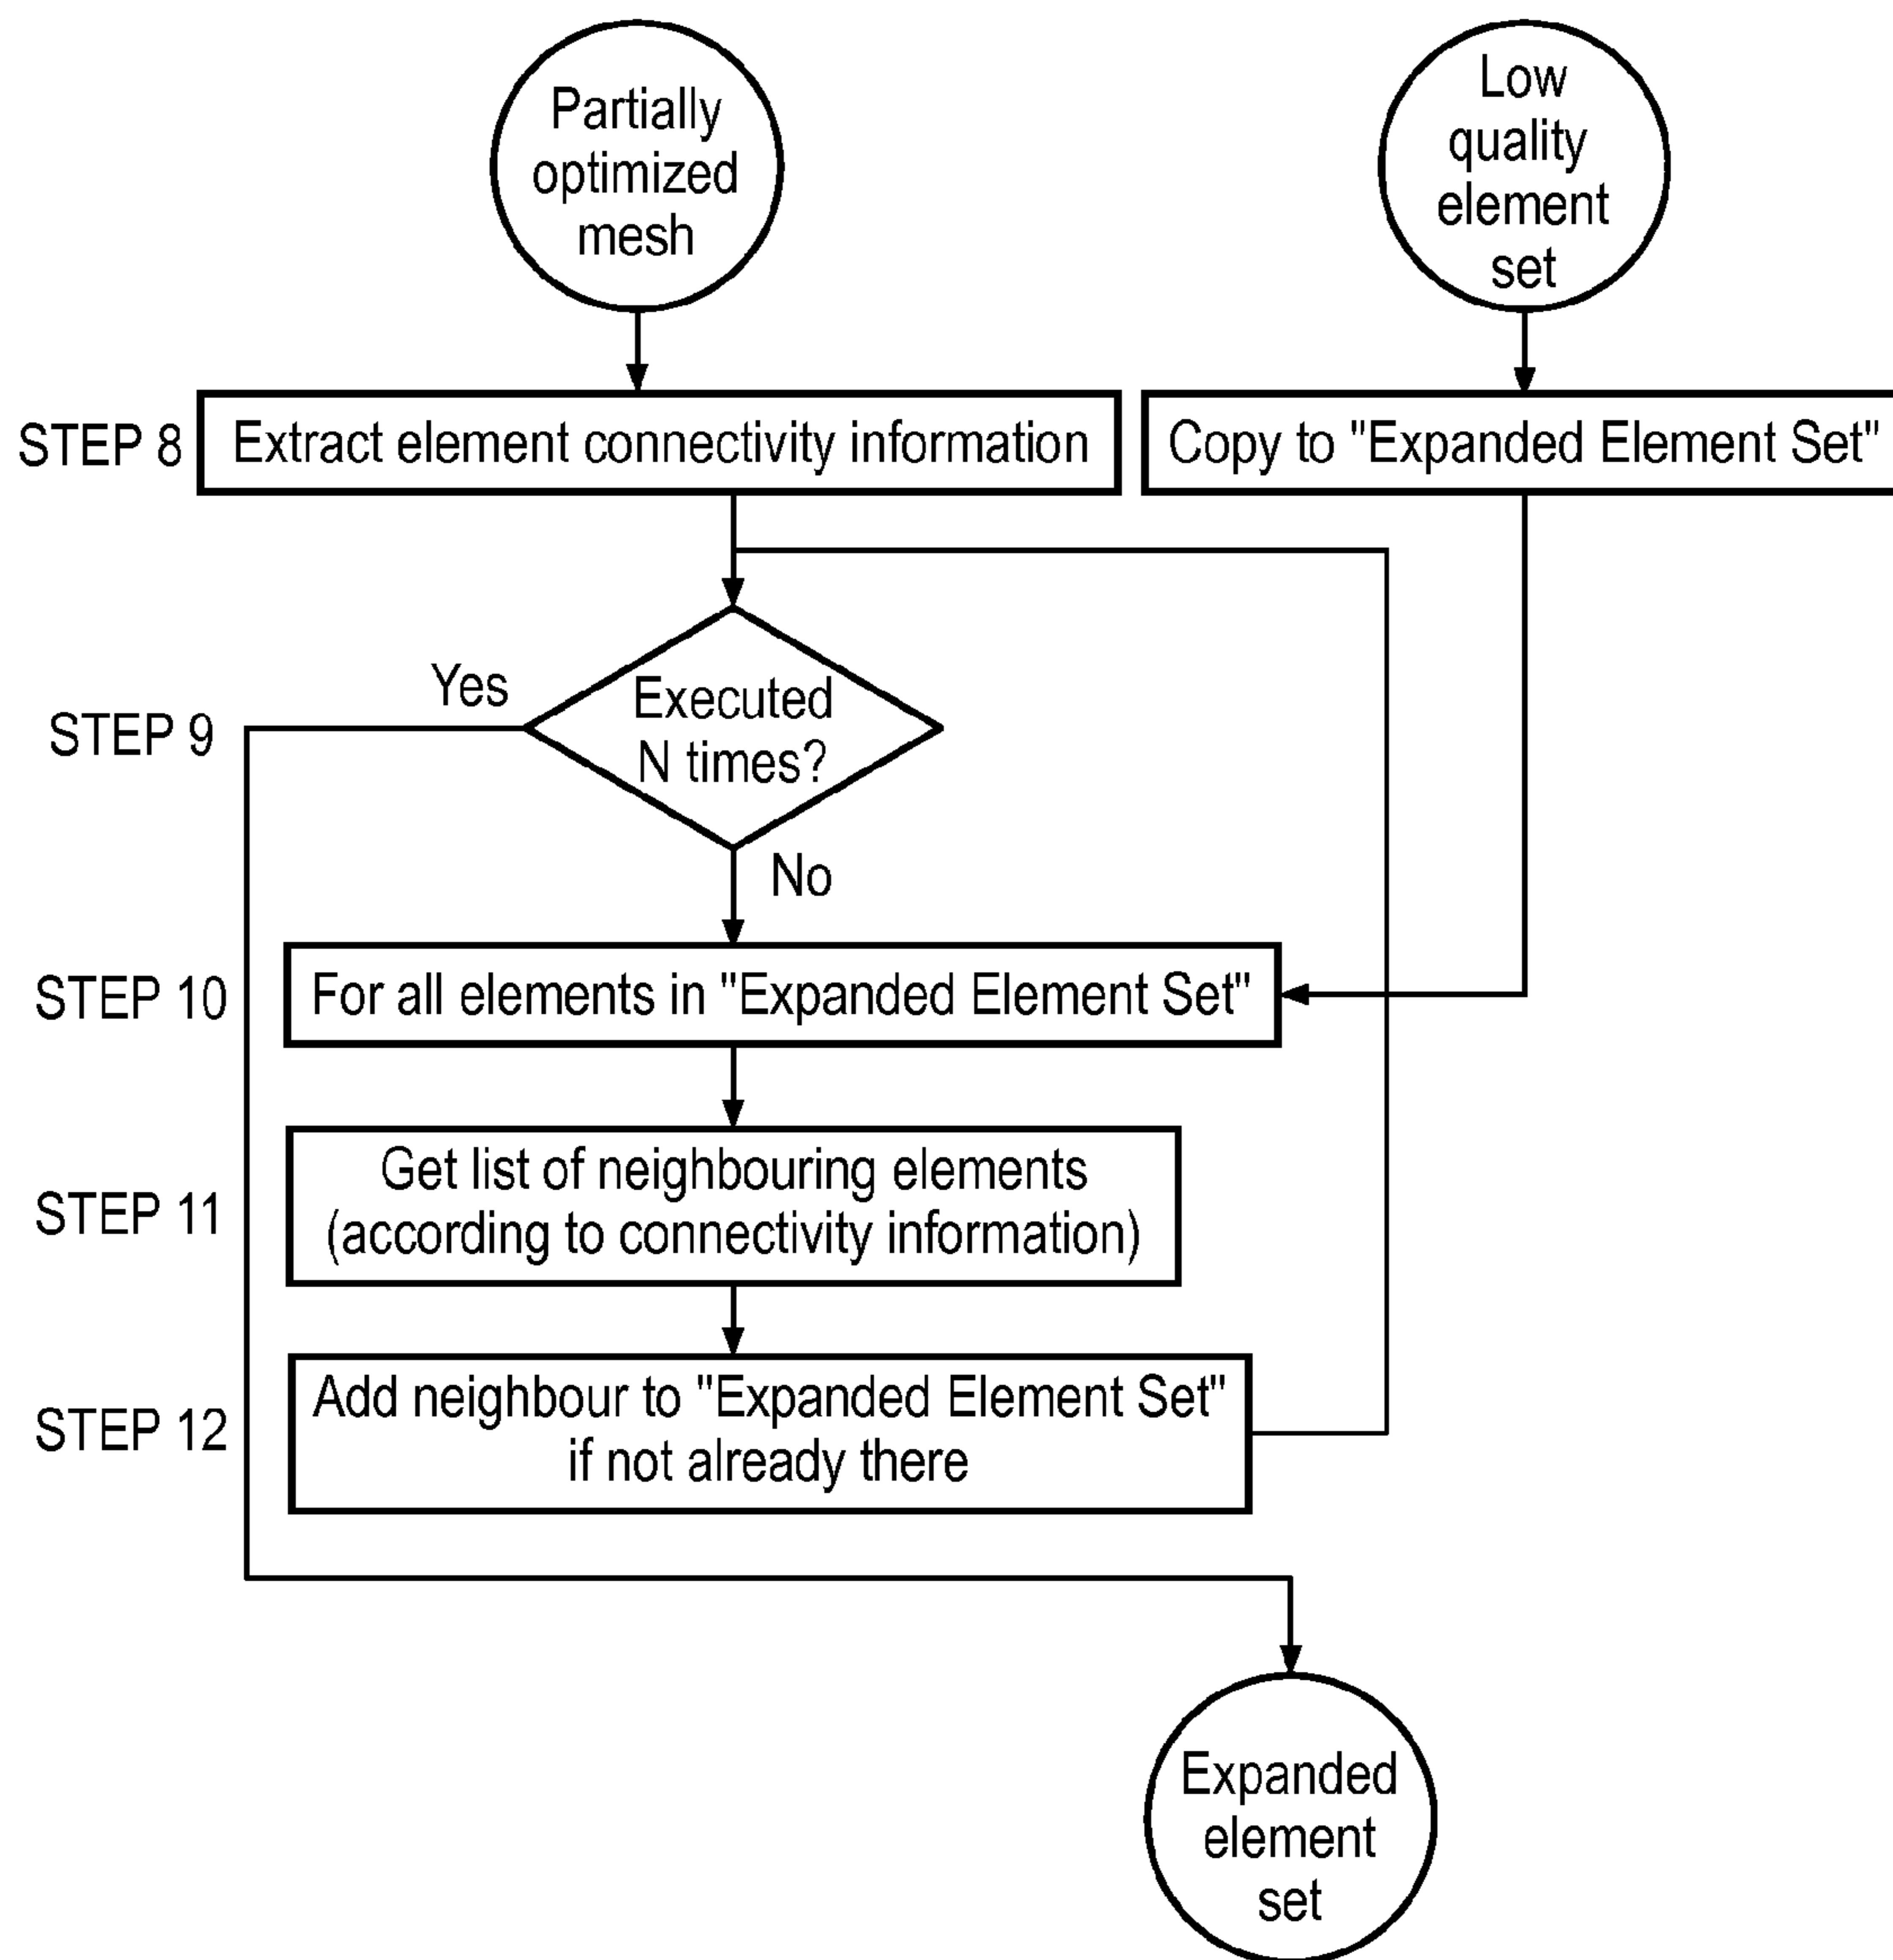 Partially
optimized
mesh
Low
quality
element
set
STEP 8
Extract element connectivity information
Copy to "Expanded Element Set"
STEP 9
Yes
Executed
N times?
No
STEP 10
For all elements in "Expanded Element Set"
STEP 11
Get list of neighbouring elements
(according to connectivity information)
STEP 12
Add neighbour to "Expanded Element Set"
if not already there
Expanded
element
set